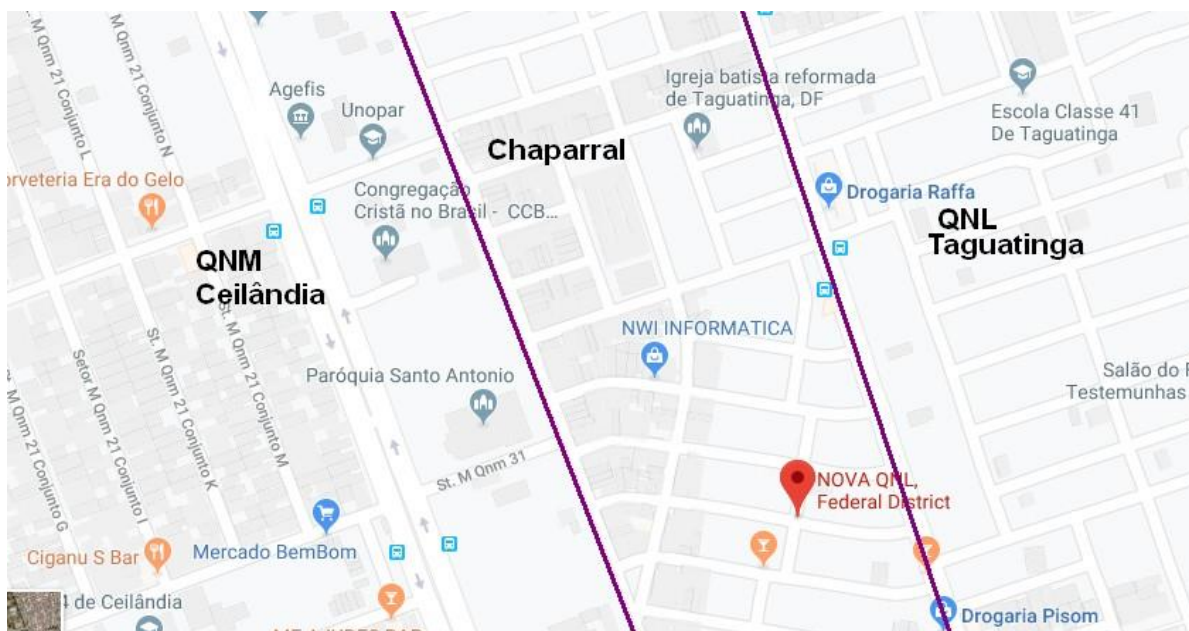 M Qnm 21 Conjunto L
M Qnm 21 Conjunto N
Agefis
Unopar
Igreja batista reformada
de Taguatinga, DF
Escola Classe 41
De Taguatinga
Chaparral
orveteria Era do Gelo
Congregação
Cristã no Brasil - CCB...
Drogaria Raffa
QNL
Taguatinga
QNM
Ceilândia
NWI INFORMATICA
St. M Qnm 21 Conjunto M
St. M Qnm 21 Conjunto K
Setor M Qnm 21 Conjunto I
M Qnm 21 Conjunto G
Paróquia Santo Antonio
Salão do
Testemunhas
St. M Qnm 31
NOVA QNL,
Federal District
Mercado BemBom
Ciganu S Bar
de Ceilândia
Drogaria Pisom